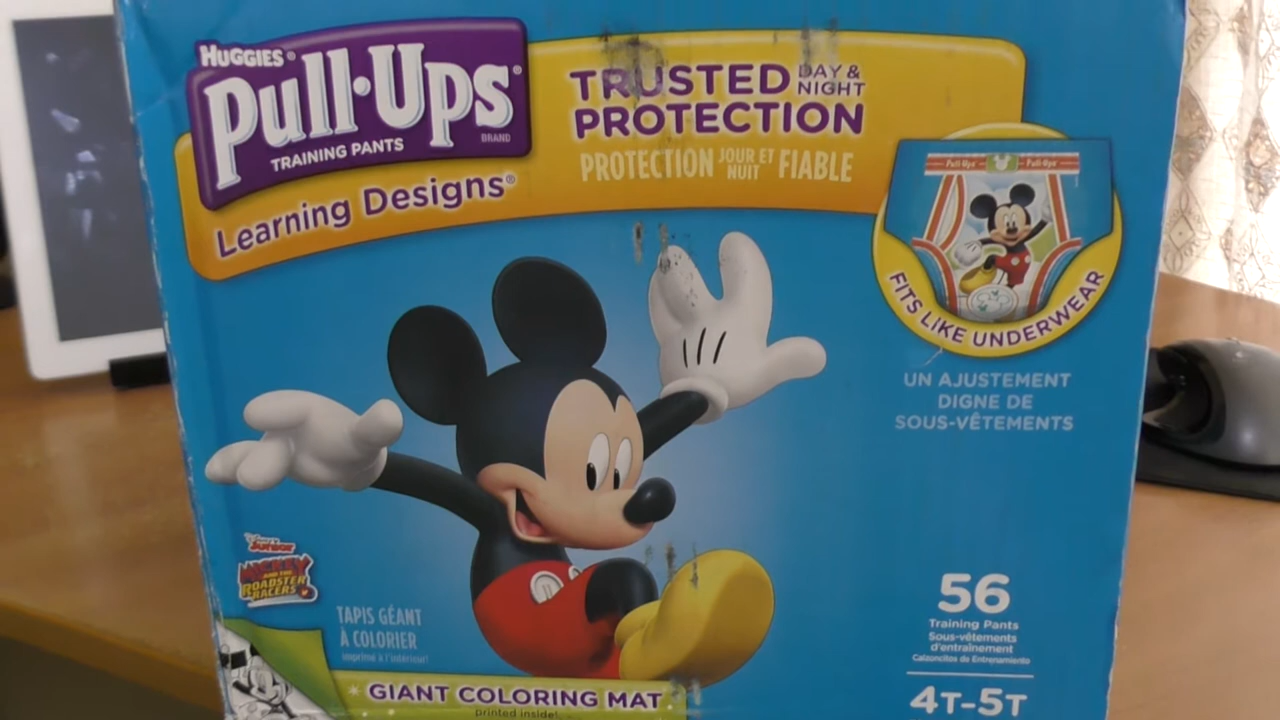 HUGGIES®
Pull·Ups®
BRAND
TRAINING PANTS
Learning Designs®
TRUSTED DAY & NIGHT
PROTECTION
PROTECTION JOUR ET NUIT FIABLE
Pull-Ups Pull-Ups
FITS LIKE UNDERWEAR
UN AJUSTEMENT
DIGNE DE
SOUS-VÊTEMENTS
Disney
Junior
MICKEY
AND THE
ROADSTER
RACERS
TAPIS GÉANT
À COLORIER
imprimé à l'intérieur!
GIANT COLORING MAT
printed inside!
56
Training Pants
Sous-vêtements
d'entraînement
Calzoncitos de Entrenamiento
4T-5T